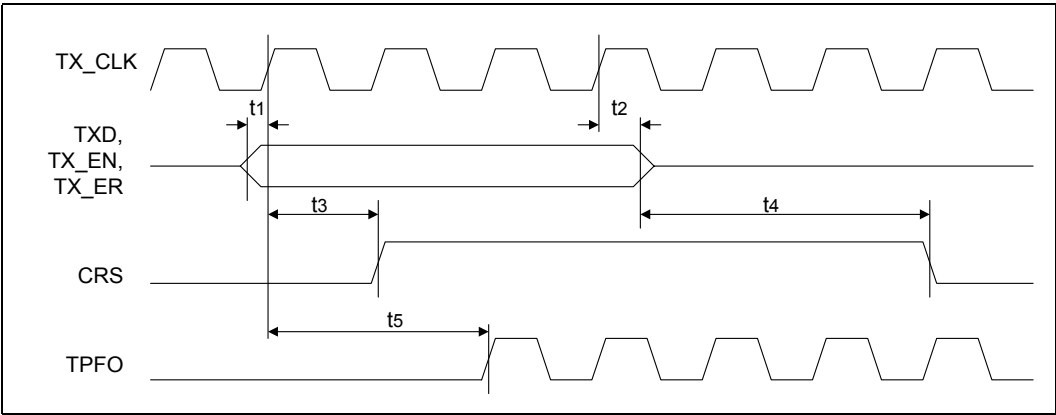 TX_CLK
t1
t2
TXD,
TX_EN,
TX_ER
t3
t4
CRS
t5
TPFO